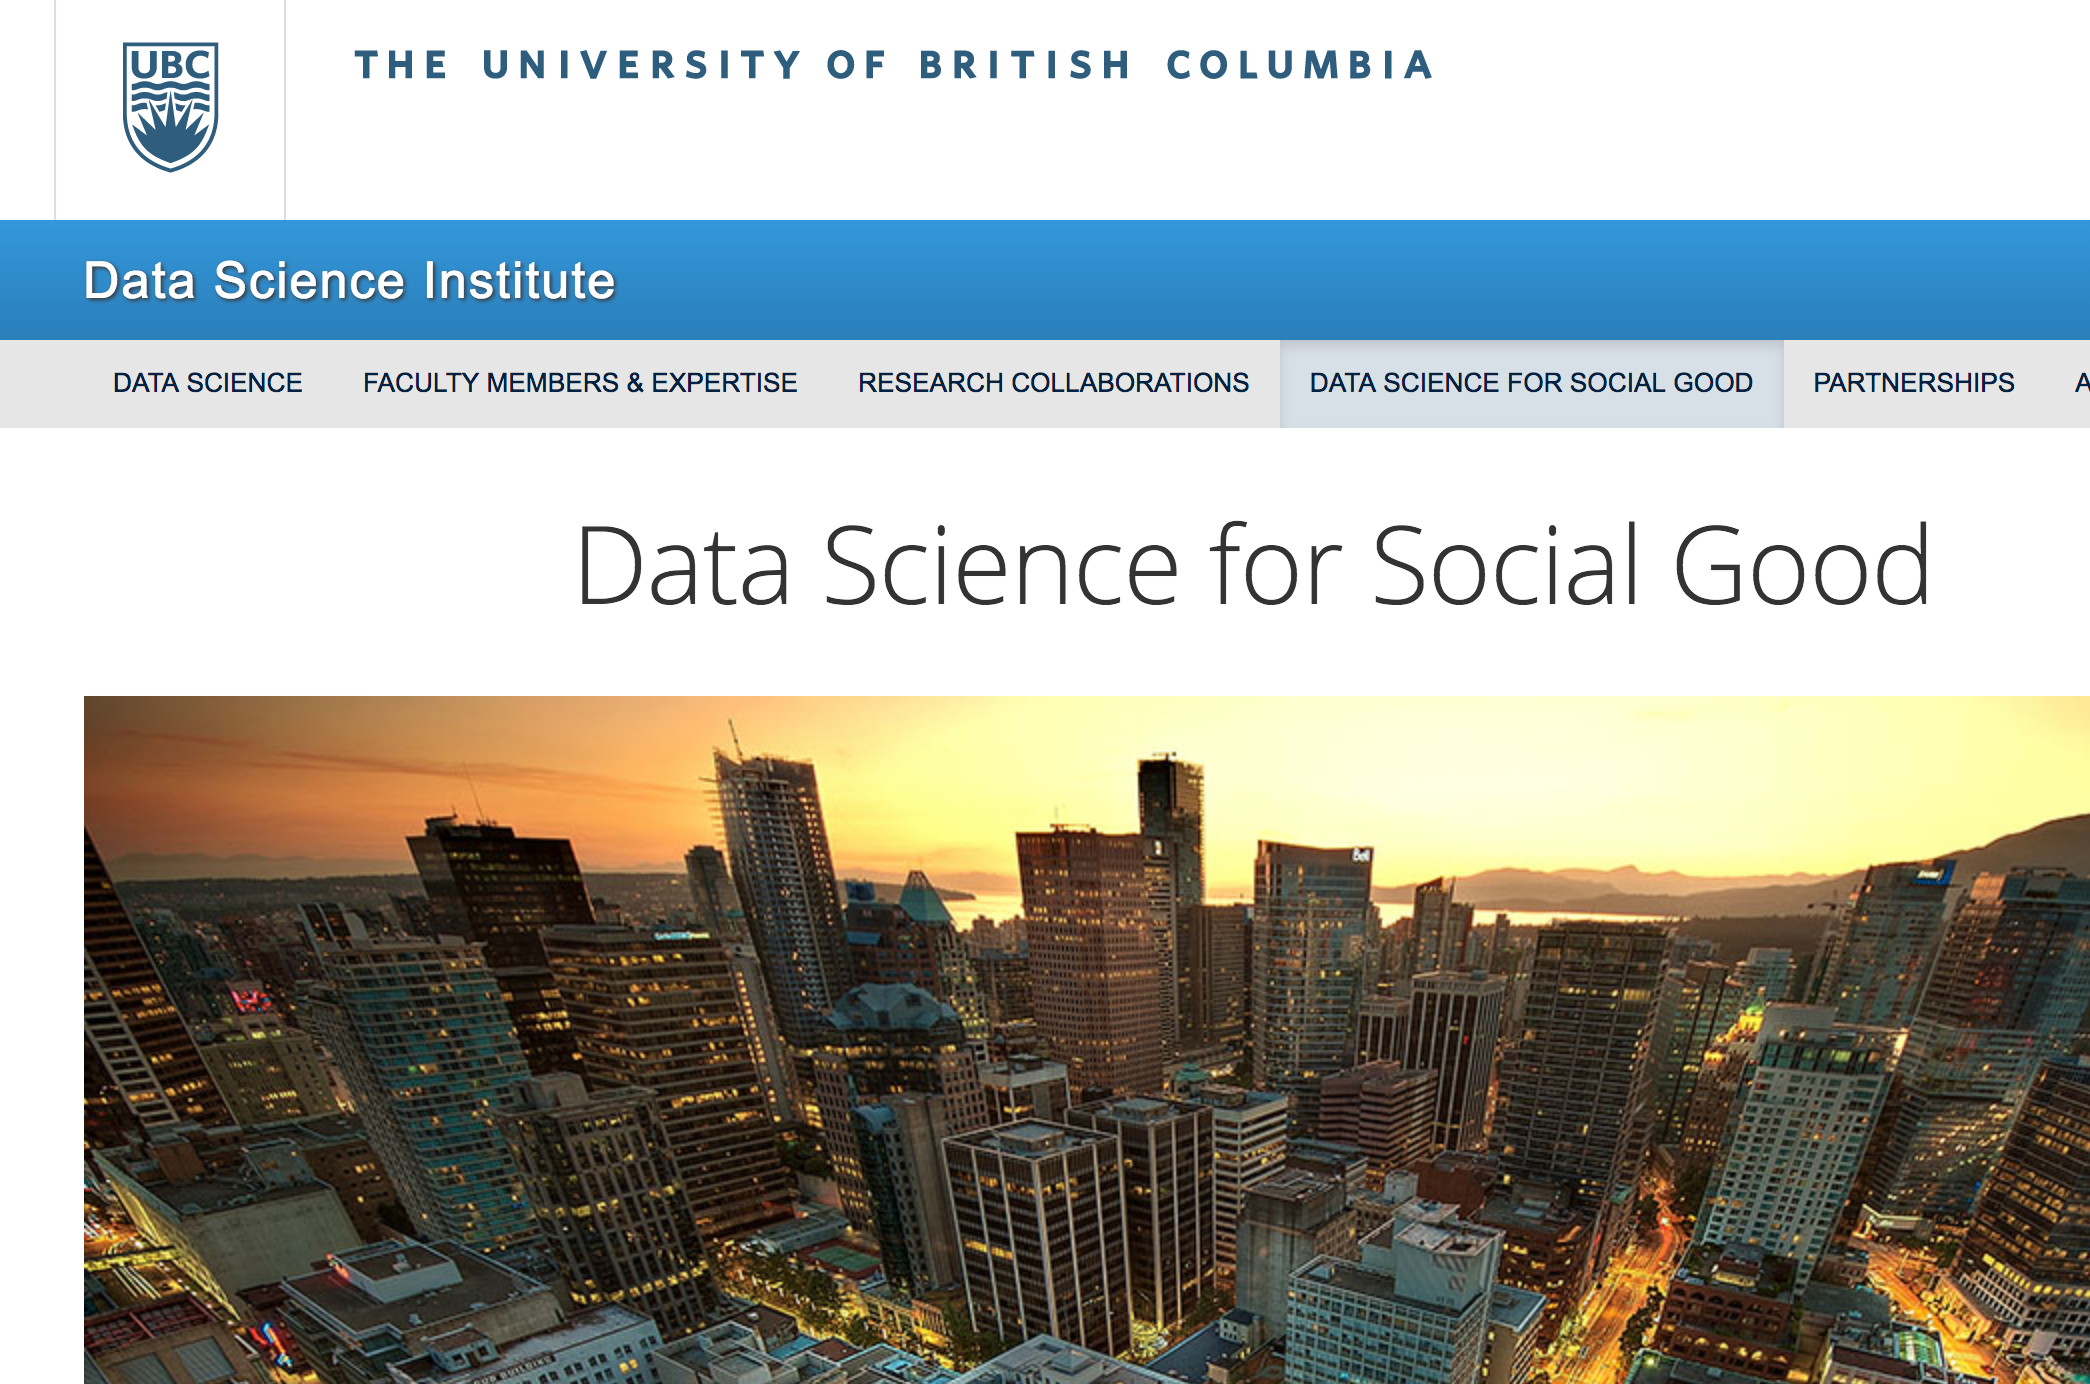 UBC
THE UNIVERSITY OF BRITISH COLUMBIA
Data Science Institute
DATA SCIENCE FACULTY MEMBERS & EXPERTISE RESEARCH COLLABORATIONS DATA SCIENCE FOR SOCIAL GOOD PARTNERSHIPS A
Data Science for Social Good
Bell